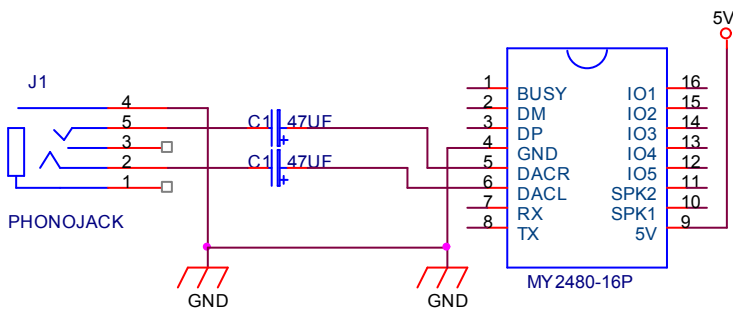 5V
J1
4
5
3
2
1
PHONOJACK
C1 47UF
+
C1 47UF
+
GND
GND
1 BUSY IO1 16
2 DM IO2 15
3 DP IO3 14
4 GND IO4 13
5 DACR IO5 12
6 DACL SPK2 11
7 RX SPK1 10
8 TX 5V 9
MY2480-16P